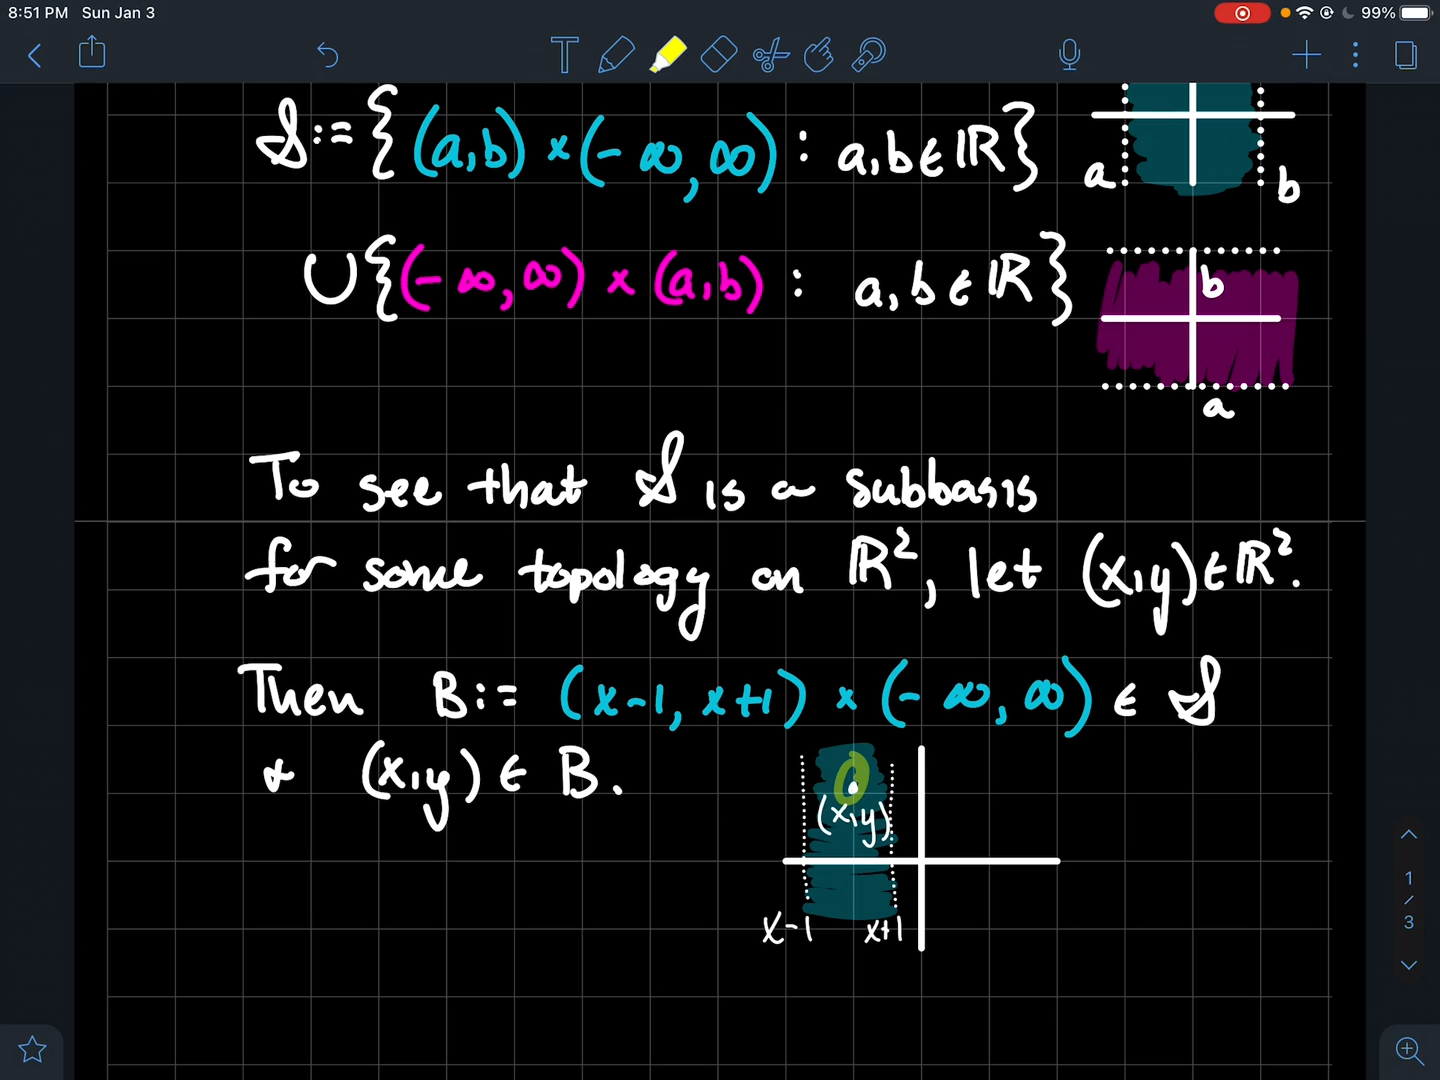 8:51 PM Sun Jan 3
99%
T
𝒮:={(a,b)×(-∞,∞): a,b∈ℝ}
a
b
∪{(-∞,∞)×(a,b): a,b∈ℝ}
b
a
To see that 𝒮 is a subbasis
for some topology on ℝ², let (x,y)∈ℝ².
Then B:= (x-1, x+1)×(-∞,∞) ∈ 𝒮
& (x,y) ∈ B.
(x,y)
x-1
x+1
1
/
3